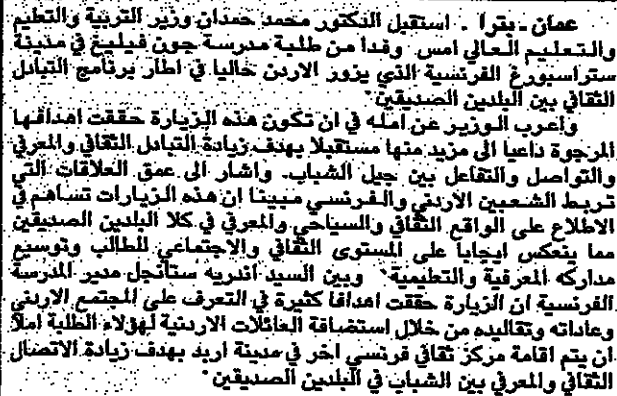 عمان ـ بترا . استقبل الدكتور محمد حمدان وزير التربية والتعليم
والتعليم العالي امس وفدا من طلبة مدرسة جون فيليغ في مدينة
ستراسبورغ الفرنسية الذي يزور الاردن حاليا في اطار برنامج التبادل
الثقافي بين البلدين الصديقين .
واعرب الوزير عن امله في ان تكون هذه الزيارة حققت اهدافها
المرجوة داعيا الى مزيد منها مستقبلا بهدف زيادة التبادل الثقافي والمعرفي
والتواصل والتفاعل بين جيل الشباب. واشار الى عمق العلاقات التي
تربط الشعبين الاردني والفرنسي مبينا ان هذه الزيارات تساهم في
الاطلاع على الواقع الثقافي والسياحي والمعرفي في كلا البلدين الصديقين
مما ينعكس ايجابا على المستوى الثقافي والاجتماعي للطالب وتوسيع
مداركه المعرفية والتعليمية . وبين السيد اندريه ستانجل مدير المدرسة
الفرنسية ان الزيارة حققت اهدافا كثيرة في التعرف على المجتمع الاردني
وعاداته وتقاليده من خلال استضافة العائلات الاردنية لهؤلاء الطلبة املا
ان يتم اقامة مركز ثقافي فرنسي اخر في مدينة اربد بهدف زيادة الاتصال
الثقافي والمعرفي بين الشباب في البلدين الصديقين .